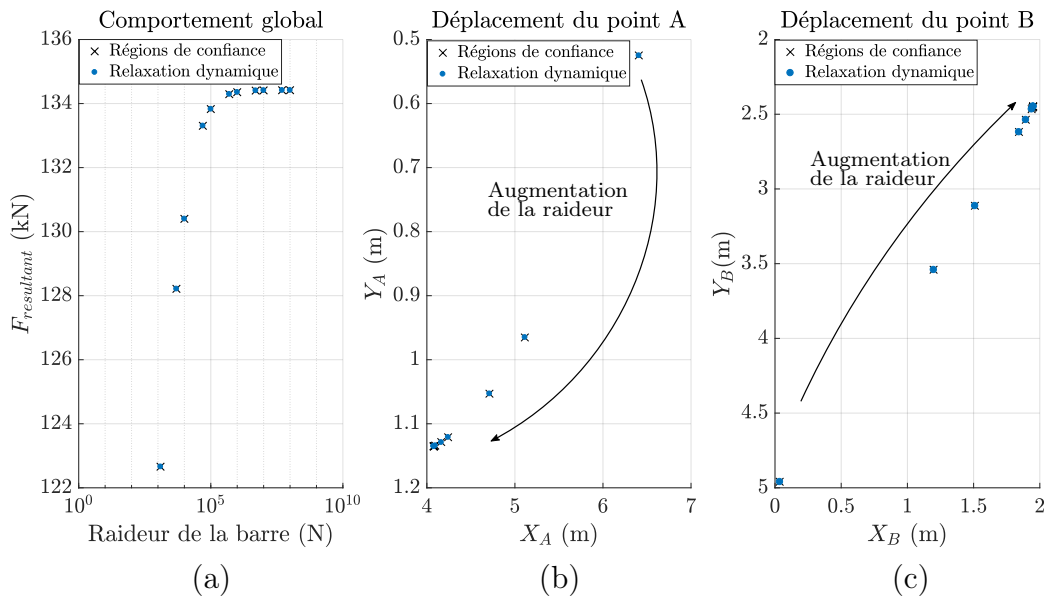 Comportement global
136
134
132
130
128
126
124
122
10^0
10^5
10^10
F_resultant (kN)
Raideur de la barre (N)
× Régions de confiance
• Relaxation dynamique
(a)
Déplacement du point A
0.5
0.6
0.7
0.8
0.9
1
1.1
1.2
4
5
6
7
Y_A (m)
X_A (m)
× Régions de confiance
• Relaxation dynamique
Augmentation
de la raideur
(b)
Déplacement du point B
2
2.5
3
3.5
4
4.5
5
0
0.5
1
1.5
2
Y_B(m)
X_B (m)
× Régions de confiance
• Relaxation dynamique
Augmentation
de la raideur
(c)